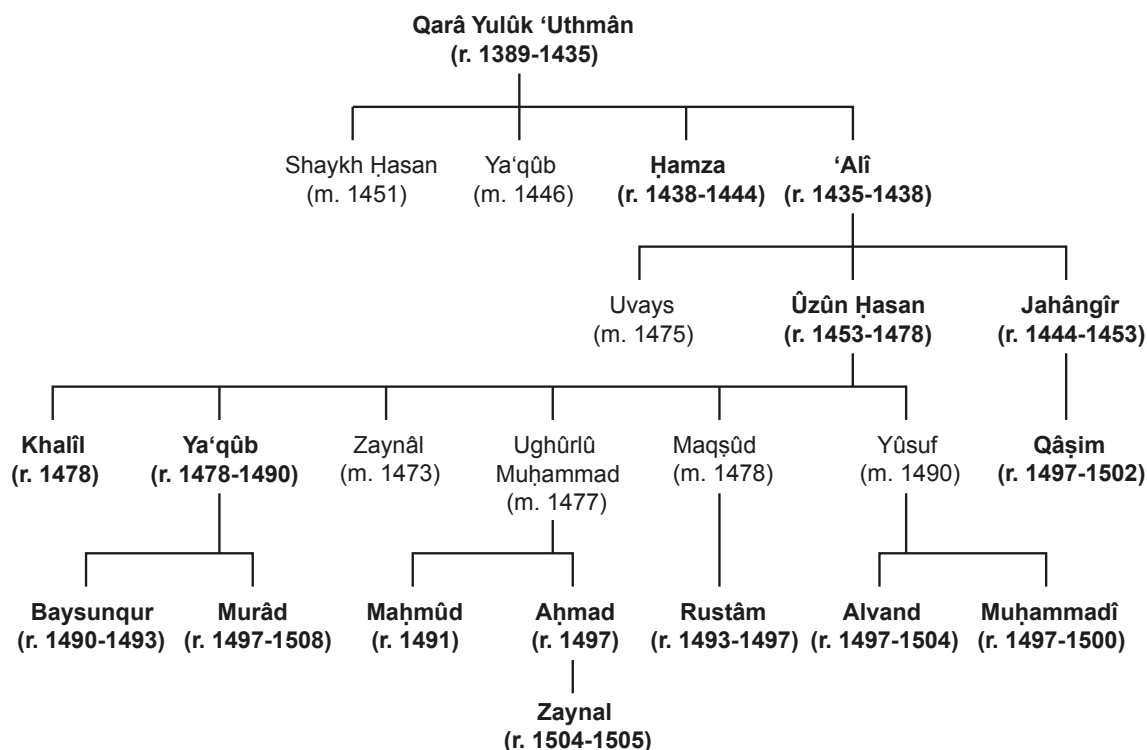 Qarâ Yulûk ‘Uthmân
(r. 1389-1435)
Shaykh Ḥasan
(m. 1451)
Ya‘qûb
(m. 1446)
Ḥamza
(r. 1438-1444)
‘Alî
(r. 1435-1438)
Uvays
(m. 1475)
Ûzûn Ḥasan
(r. 1453-1478)
Jahângîr
(r. 1444-1453)
Khalîl
(r. 1478)
Ya‘qûb
(r. 1478-1490)
Zaynâl
(m. 1473)
Ughûrlû
Muḥammad
(m. 1477)
Maqṣûd
(m. 1478)
Yûsuf
(m. 1490)
Qâṣim
(r. 1497-1502)
Baysunqur
(r. 1490-1493)
Murâd
(r. 1497-1508)
Maḥmûd
(r. 1491)
Aḥmad
(r. 1497)
Rustâm
(r. 1493-1497)
Alvand
(r. 1497-1504)
Muḥammadî
(r. 1497-1500)
Zaynal
(r. 1504-1505)